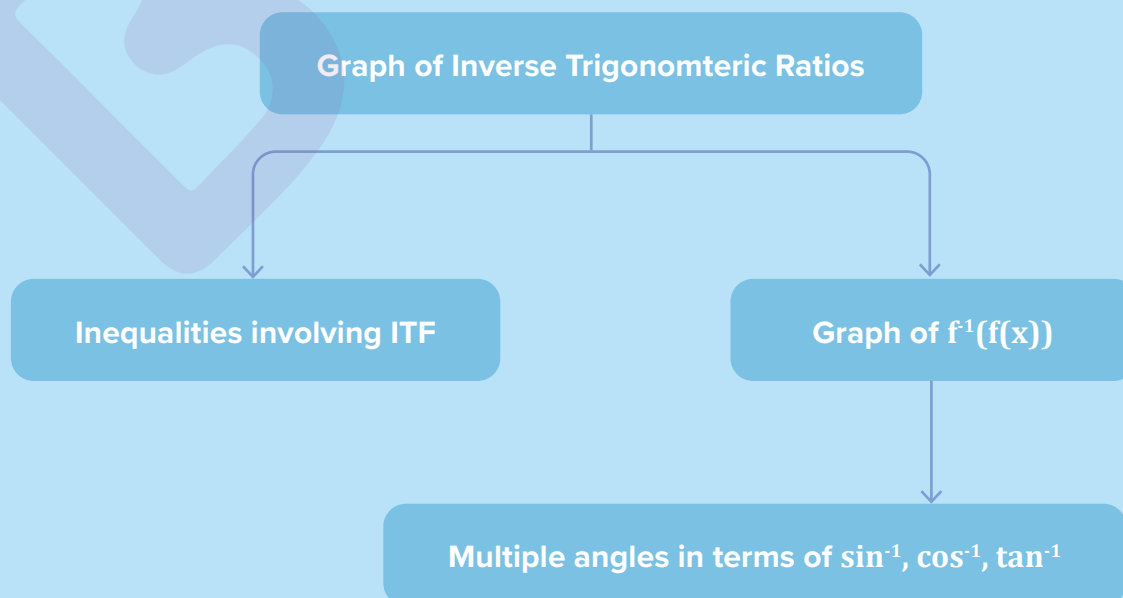 Graph of Inverse Trigonomteric Ratios
Inequalities involving ITF
Graph of f⁻¹(f(x))
Multiple angles in terms of sin⁻¹, cos⁻¹, tan⁻¹